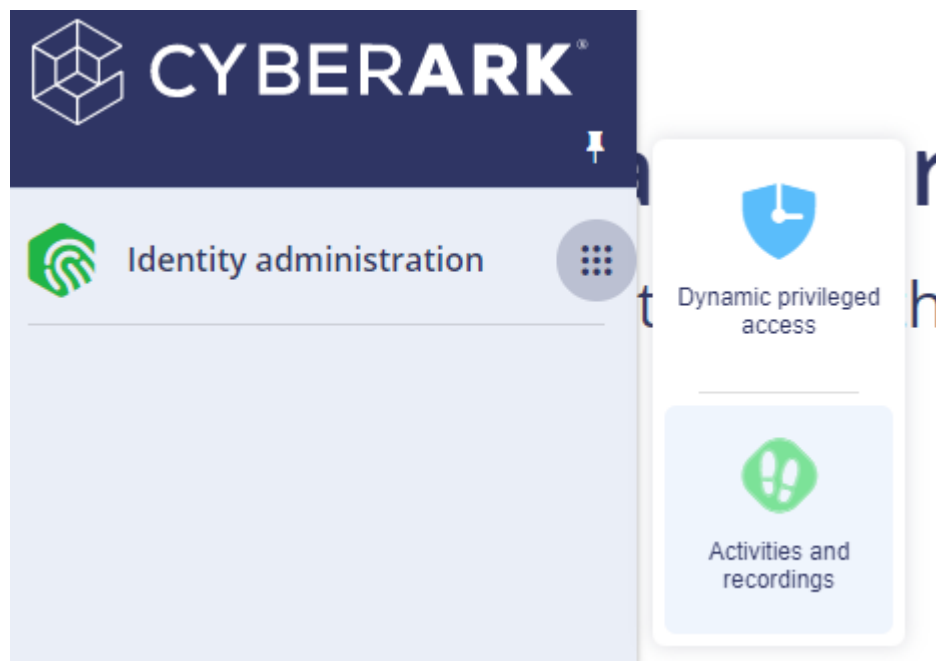 CYBERARK®
Identity administration
Dynamic privileged
access
Activities and
recordings